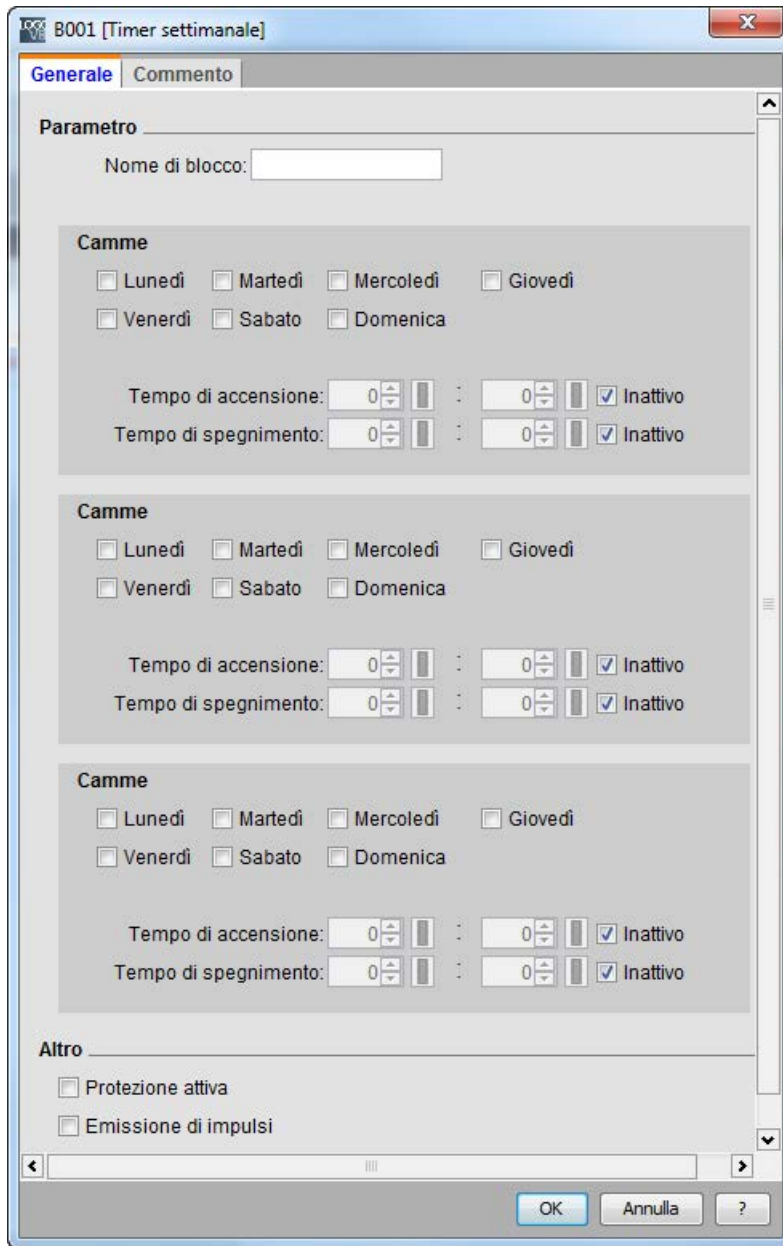 B001 [Timer settimanale]
Generale Commento
Parametro
Nome di blocco:
Camme
Lunedì Martedì Mercoledì Giovedì
Venerdì Sabato Domenica
Tempo di accensione: 0 : 0 Inattivo
Tempo di spegnimento: 0 : 0 Inattivo
Camme
Lunedì Martedì Mercoledì Giovedì
Venerdì Sabato Domenica
Tempo di accensione: 0 : 0 Inattivo
Tempo di spegnimento: 0 : 0 Inattivo
Camme
Lunedì Martedì Mercoledì Giovedì
Venerdì Sabato Domenica
Tempo di accensione: 0 : 0 Inattivo
Tempo di spegnimento: 0 : 0 Inattivo
Altro
Protezione attiva
Emissione di impulsi
OK Annulla ?